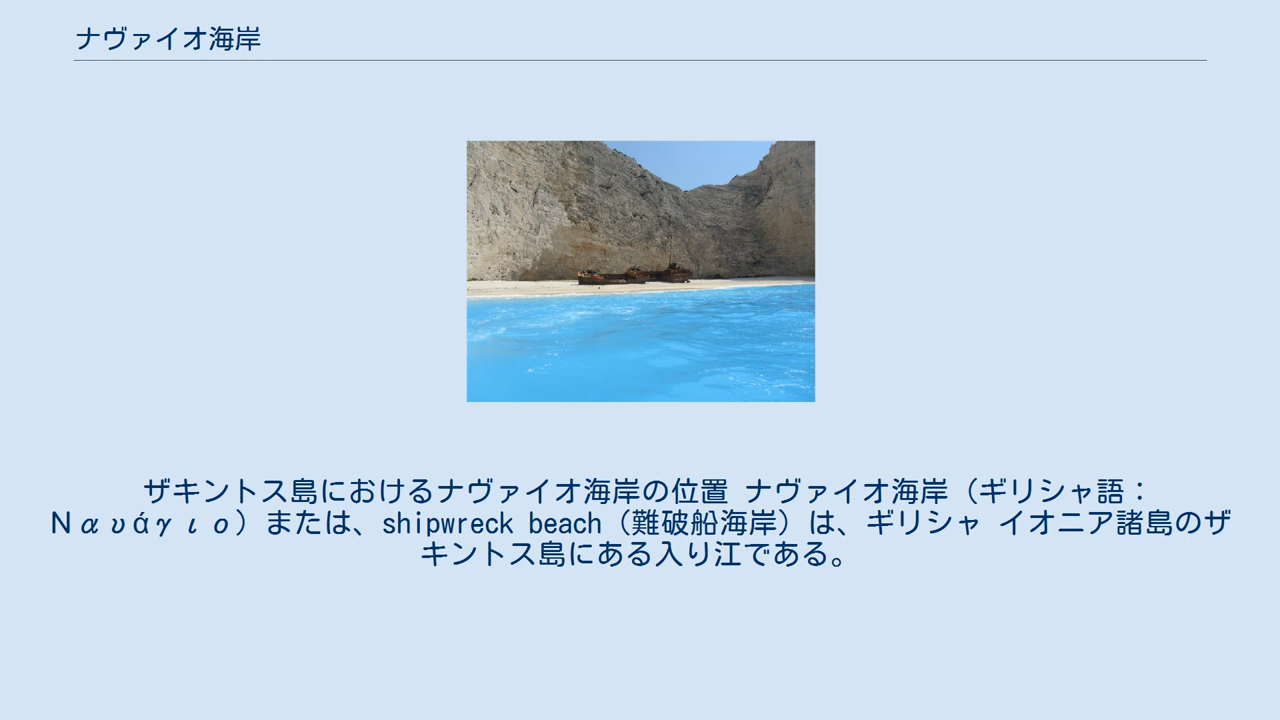 ナヴァイオ海岸
ザキントス島におけるナヴァイオ海岸の位置 ナヴァイオ海岸（ギリシャ語：
Ναυάγιο）または、shipwreck beach（難破船海岸）は、ギリシャ イオニア諸島のザ
キントス島にある入り江である。